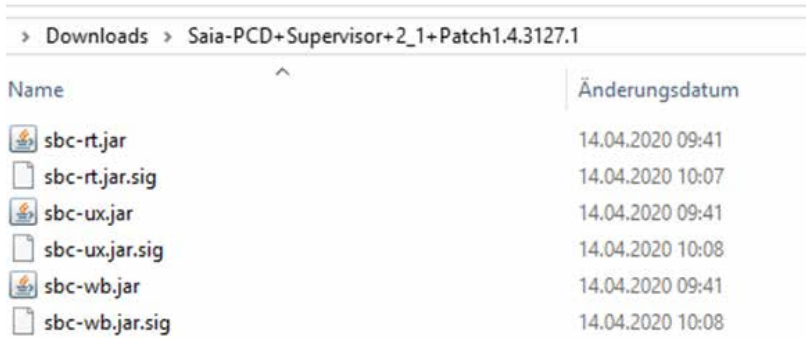 > Downloads > Saia-PCD+Supervisor+2_1+Patch1.4.3127.1
Name Änderungsdatum
sbc-rt.jar 14.04.2020 09:41
sbc-rt.jar.sig 14.04.2020 10:07
sbc-ux.jar 14.04.2020 09:41
sbc-ux.jar.sig 14.04.2020 10:08
sbc-wb.jar 14.04.2020 09:41
sbc-wb.jar.sig 14.04.2020 10:08